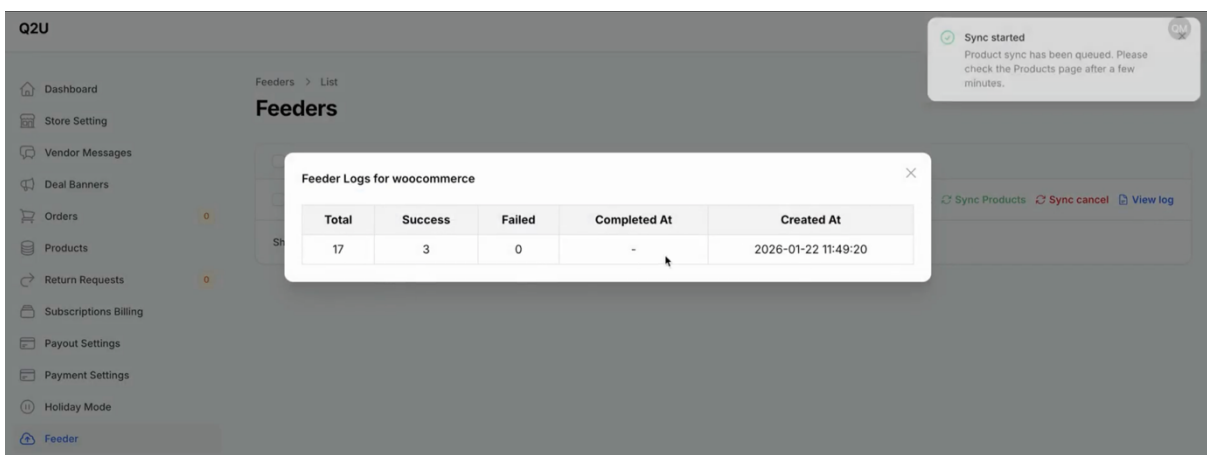 Q2U
Sync started
Product sync has been queued. Please
check the Products page after a few
minutes.
Dashboard
Store Setting
Vendor Messages
Deal Banners
Orders 0
Products
Return Requests 0
Subscriptions Billing
Payout Settings
Payment Settings
Holiday Mode
Feeder
Feeders > List
Feeders
Sync Products Sync cancel View log
Sh
Feeder Logs for woocommerce
Total Success Failed Completed At Created At
17 3 0 - 2026-01-22 11:49:20